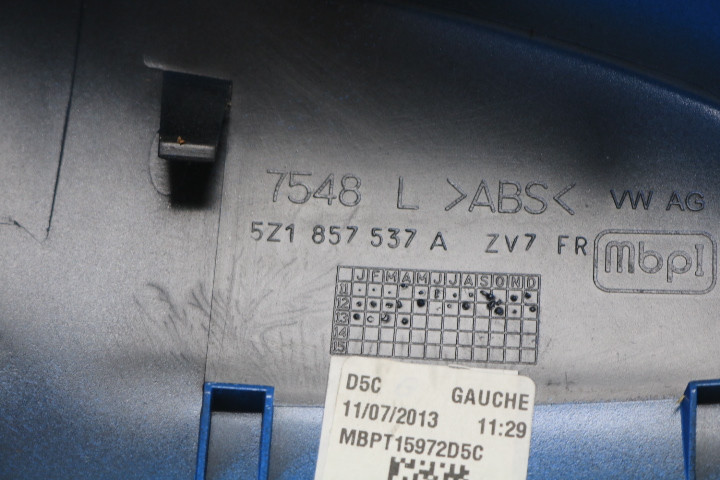 7548 L >ABS< VW AG
5Z1 857 537 A ZV7 FR mbpl
J F M A M J J A S O N D
11
12
13
14
15
D5C GAUCHE
11/07/2013 11:29
MBPT15972D5C